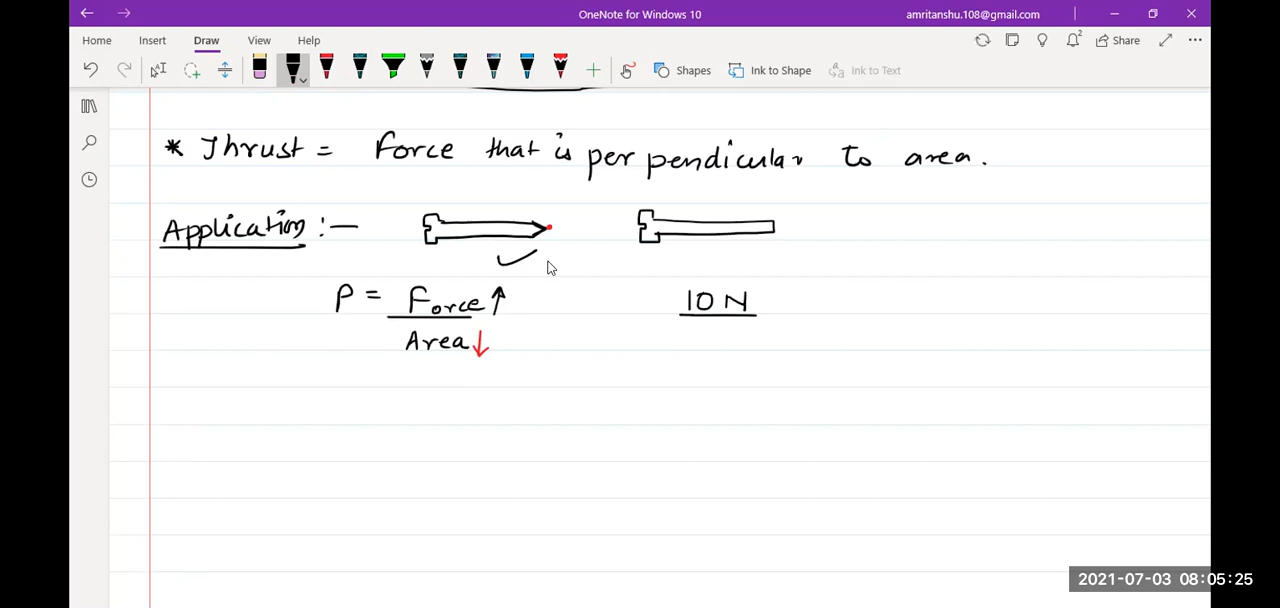 OneNote for Windows 10
amritanshu.108@gmail.com
Home Insert Draw View Help
2 Share
Shapes Ink to Shape Ink to Text
* Thrust = Force that is perpendicular to area.
Application :-
P = Force ↑ 10 N
Area ↓
2021-07-03 08:05:25